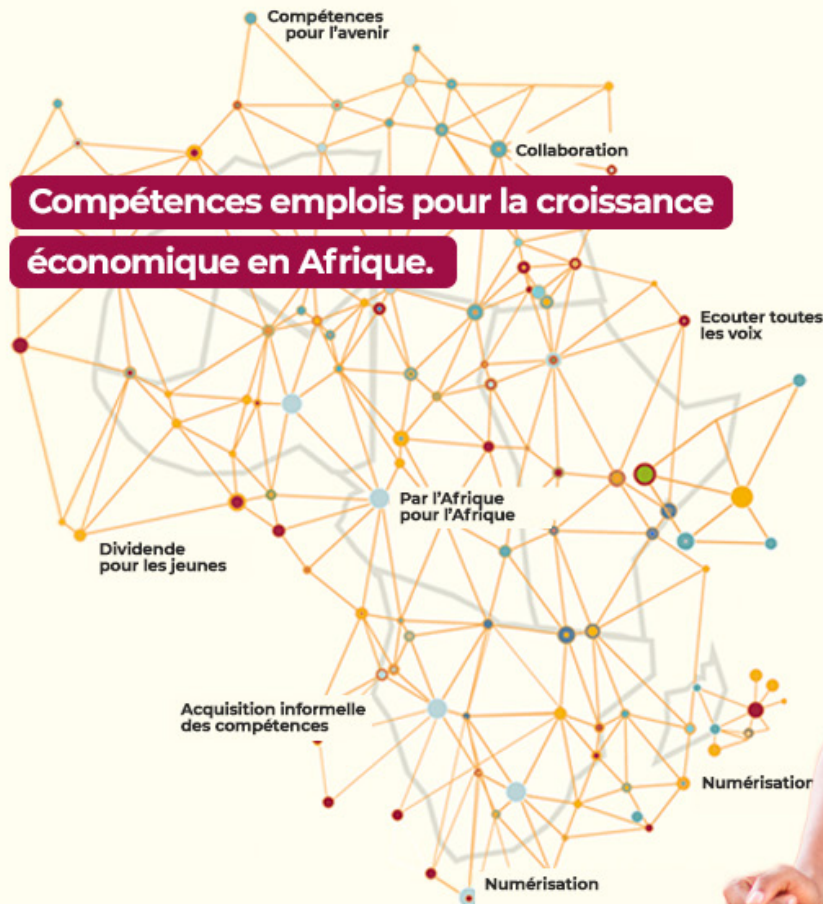 Compétences
pour l'avenir
Collaboration
Compétences emplois pour la croissance
économique en Afrique.
Ecouter toutes
les voix
Par l'Afrique
pour l'Afrique
Dividende
pour les jeunes
Acquisition informelle
des compétences
Numérisation
Numérisation